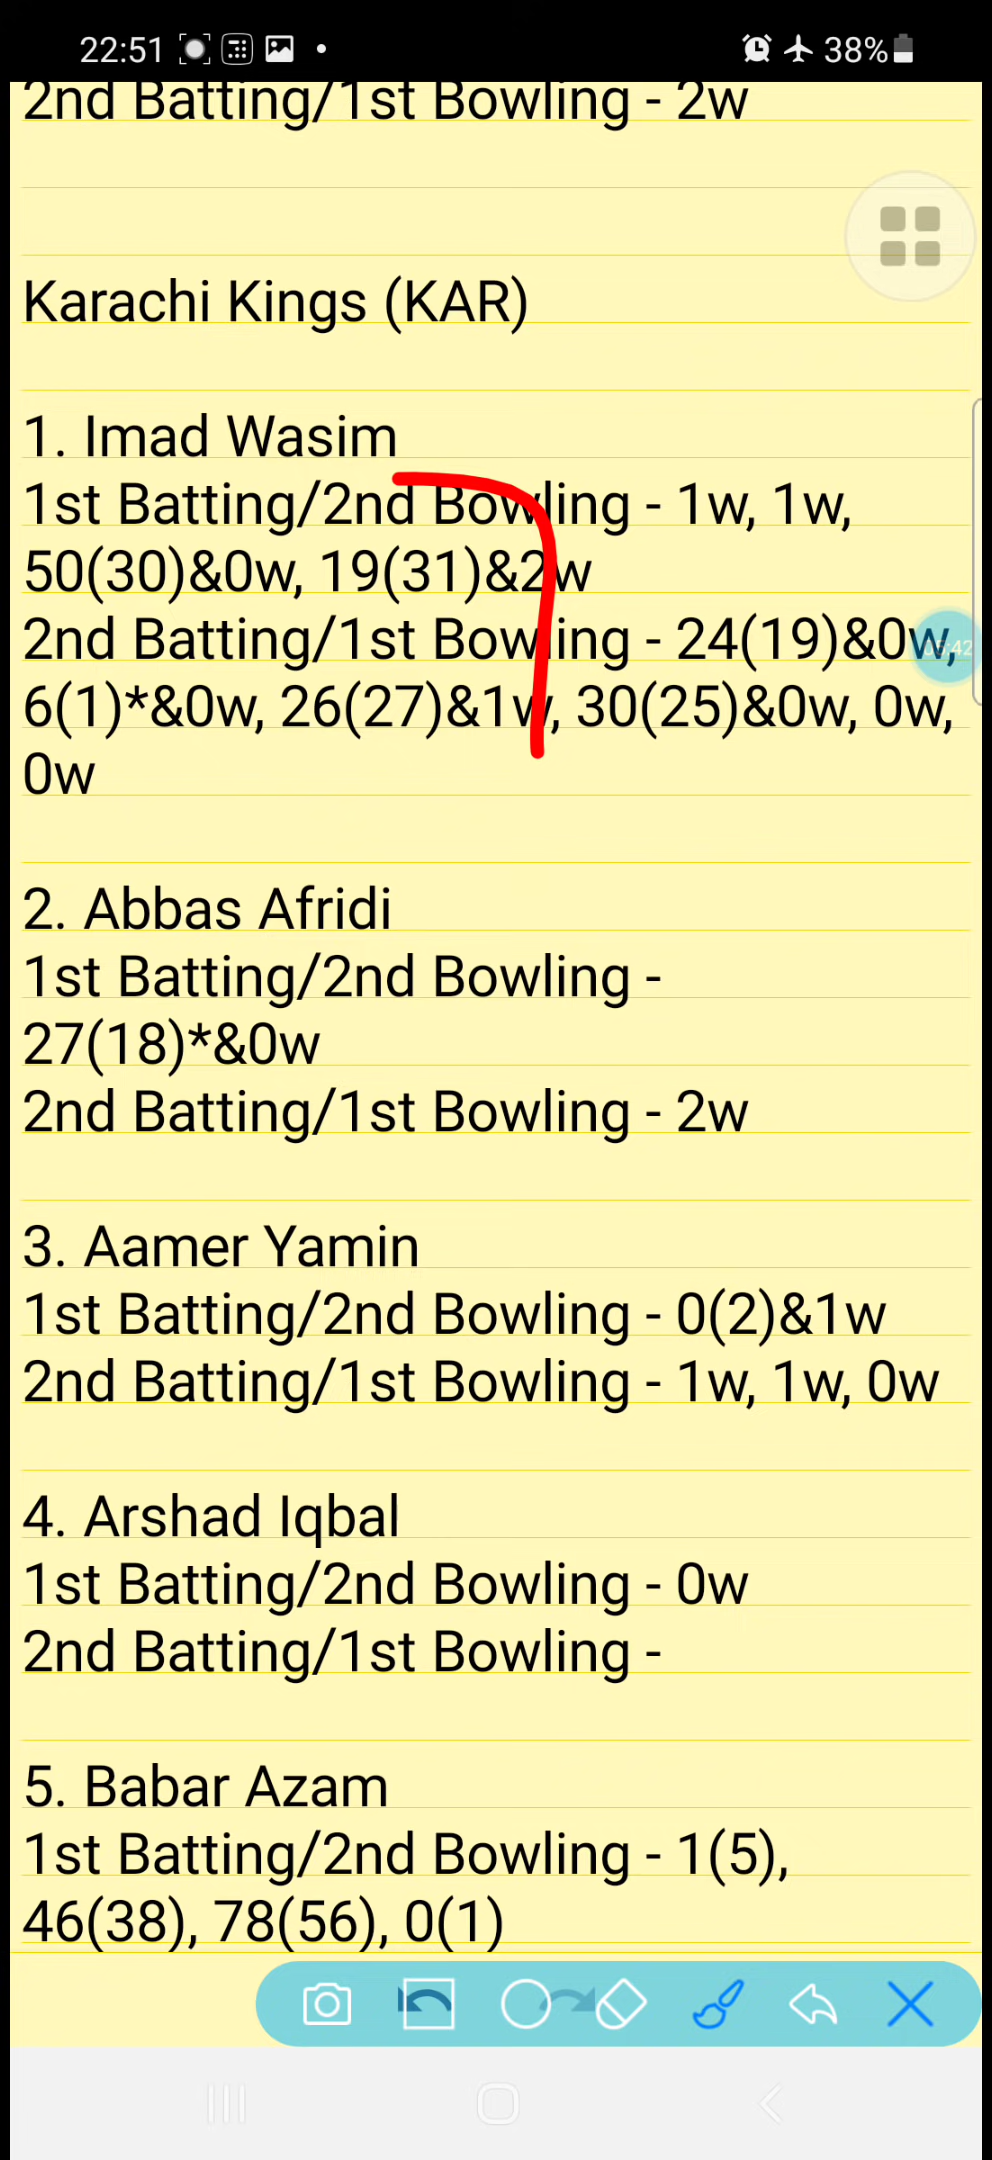 22:51
38%
2nd Batting/1st Bowling - 2w
Karachi Kings (KAR)
1. Imad Wasim
1st Batting/2nd Bowling - 1w, 1w,
50(30)&0w, 19(31)&2w
2nd Batting/1st Bowling - 24(19)&0w,
6(1)*&0w, 26(27)&1w, 30(25)&0w, 0w,
0w
2. Abbas Afridi
1st Batting/2nd Bowling -
27(18)*&0w
2nd Batting/1st Bowling - 2w
3. Aamer Yamin
1st Batting/2nd Bowling - 0(2)&1w
2nd Batting/1st Bowling - 1w, 1w, 0w
4. Arshad Iqbal
1st Batting/2nd Bowling - 0w
2nd Batting/1st Bowling -
5. Babar Azam
1st Batting/2nd Bowling - 1(5),
46(38), 78(56), 0(1)